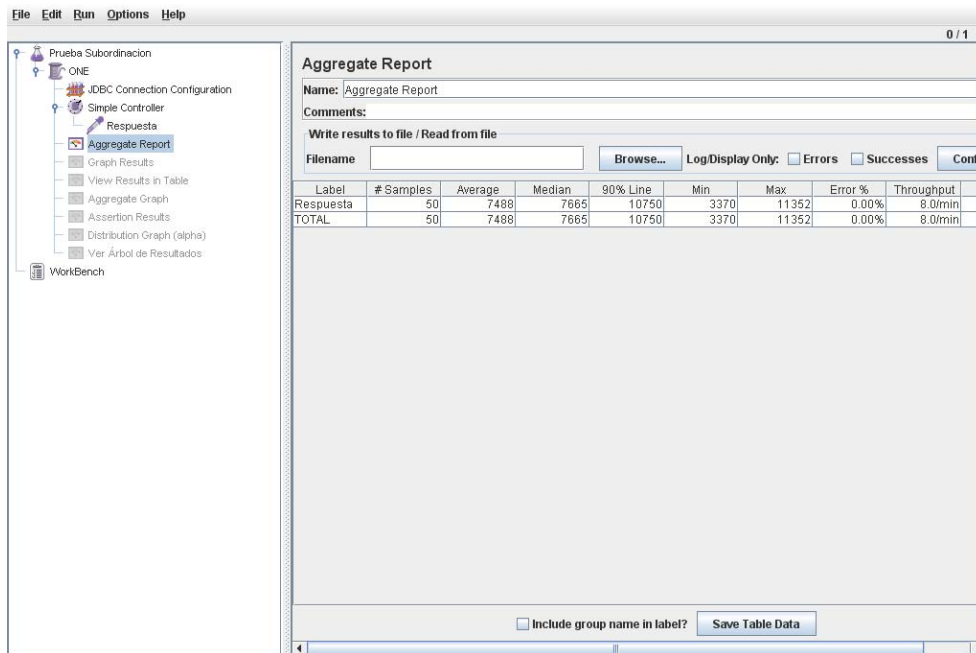 File Edit Run Options Help
0 / 1
Prueba Subordinacion
ONE
JDBC Connection Configuration
Simple Controller
Respuesta
Aggregate Report
Graph Results
View Results in Table
Aggregate Graph
Assertion Results
Distribution Graph (alpha)
Ver Árbol de Resultados
WorkBench
Aggregate Report
Name: Aggregate Report
Comments:
Write results to file / Read from file
Filename Browse... Log/Display Only: Errors Successes Conf
Label # Samples Average Median 90% Line Min Max Error % Throughput
Respuesta 50 7488 7665 10750 3370 11352 0.00% 8.0/min
TOTAL 50 7488 7665 10750 3370 11352 0.00% 8.0/min
Include group name in label? Save Table Data